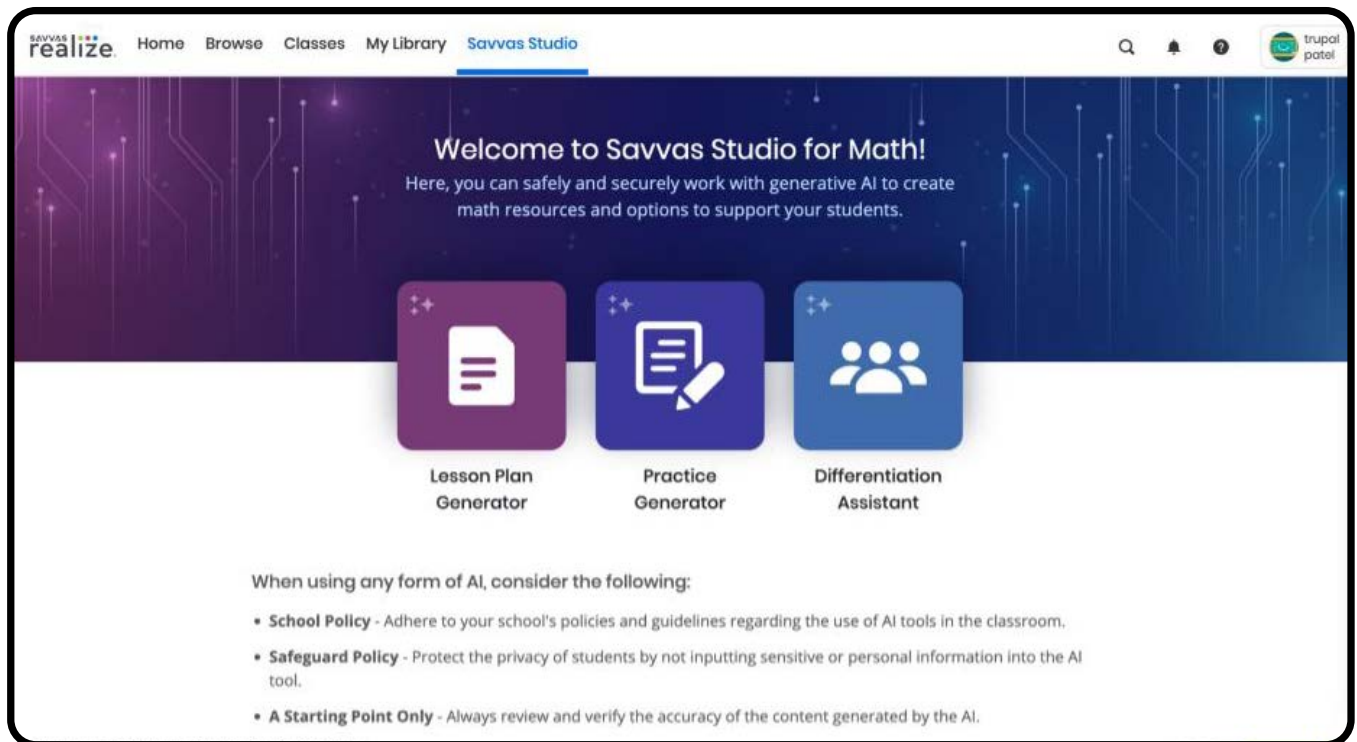 savvas
realize. Home Browse Classes My Library Savvas Studio
trupal
patel
Welcome to Savvas Studio for Math!
Here, you can safely and securely work with generative AI to create
math resources and options to support your students.
Lesson Plan
Generator
Practice
Generator
Differentiation
Assistant
When using any form of AI, consider the following:
• School Policy - Adhere to your school's policies and guidelines regarding the use of AI tools in the classroom.
• Safeguard Policy - Protect the privacy of students by not inputting sensitive or personal information into the AI
tool.
• A Starting Point Only - Always review and verify the accuracy of the content generated by the AI.